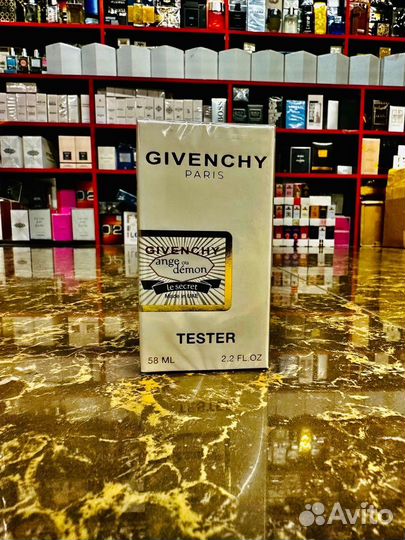 GIVENCHY
PARIS
GIVENCHY
ange ou
démon
le secret
Made in UAE
TESTER
58 ML 2.2 FL.OZ
Avito